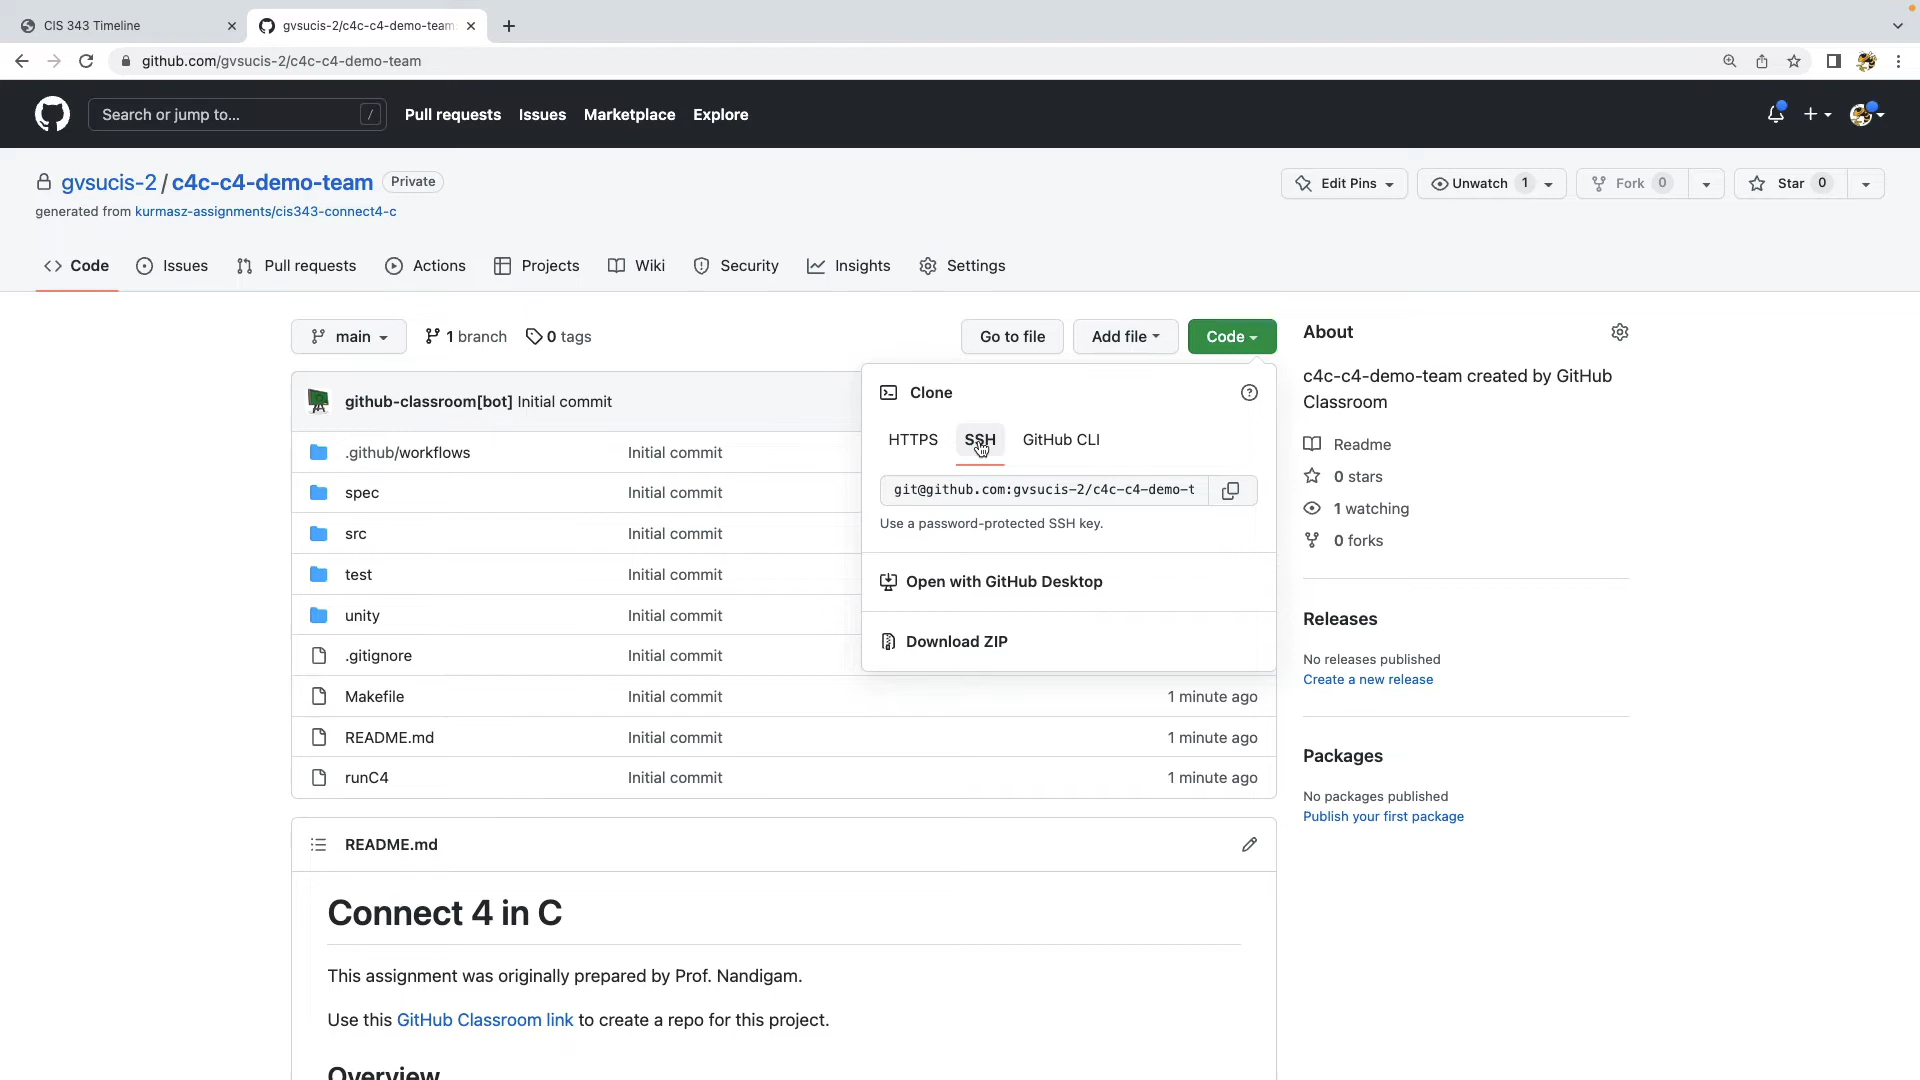 CIS 343 Timeline
gvsucis-2/c4c-c4-demo-team
github.com/gvsucis-2/c4c-c4-demo-team
Search or jump to... /
Pull requests Issues Marketplace Explore
gvsucis-2 / c4c-c4-demo-team Private
Edit Pins Unwatch 1 Fork 0 Star 0
generated from kurmasz-assignments/cis343-connect4-c
Code Issues Pull requests Actions Projects Wiki Security Insights Settings
main 1 branch 0 tags Go to file Add file Code
github-classroom[bot] Initial commit
.github/workflows Initial commit
spec Initial commit
src Initial commit
test Initial commit
unity Initial commit
.gitignore Initial commit
Makefile Initial commit 1 minute ago
README.md Initial commit 1 minute ago
runC4 Initial commit 1 minute ago
Clone
HTTPS SSH GitHub CLI
git@github.com:gvsucis-2/c4c-c4-demo-t
Use a password-protected SSH key.
Open with GitHub Desktop
Download ZIP
About
c4c-c4-demo-team created by GitHub
Classroom
Readme
0 stars
1 watching
0 forks
Releases
No releases published
Create a new release
Packages
No packages published
Publish your first package
README.md
Connect 4 in C
This assignment was originally prepared by Prof. Nandigam.
Use this GitHub Classroom link to create a repo for this project.
Overview